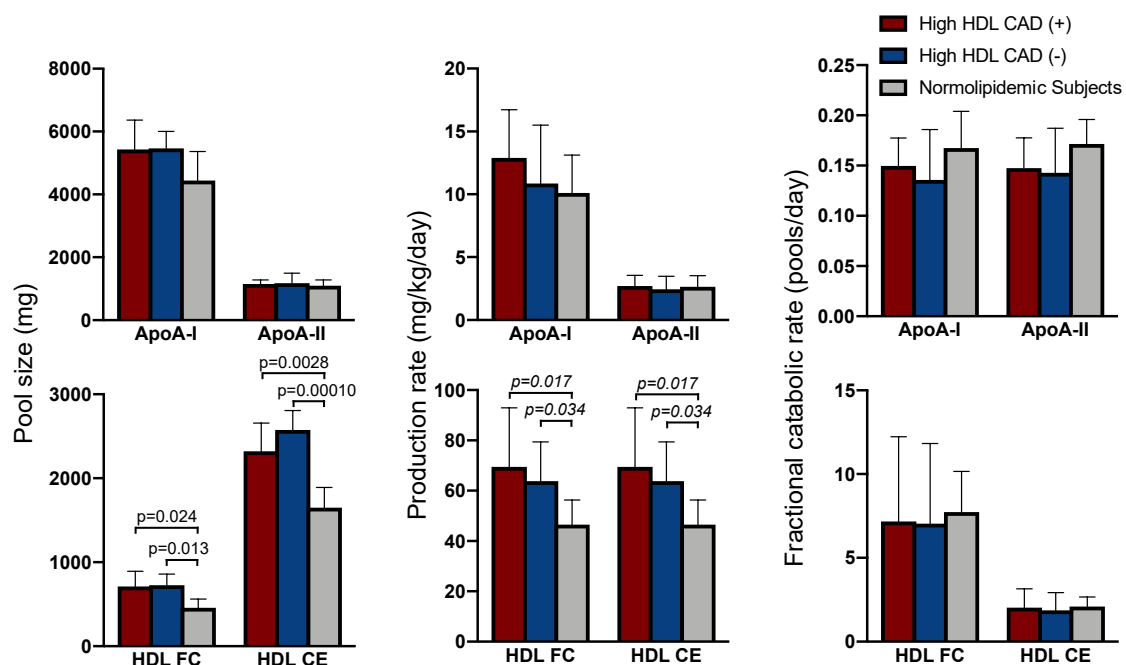 High HDL CAD (+)
High HDL CAD (-)
Normolipidemic Subjects
Pool size (mg)
8000
6000
4000
2000
0
ApoA-I ApoA-II
p=0.0028
p=0.00010
p=0.024
p=0.013
3000
2000
1000
0
HDL FC HDL CE
Production rate (mg/kg/day)
20
15
10
5
0
ApoA-I ApoA-II
p=0.017 p=0.017
p=0.034 p=0.034
100
80
60
40
20
0
HDL FC HDL CE
Fractional catabolic rate (pools/day)
0.25
0.20
0.15
0.10
0.05
0.00
ApoA-I ApoA-II
15
10
5
0
HDL FC HDL CE